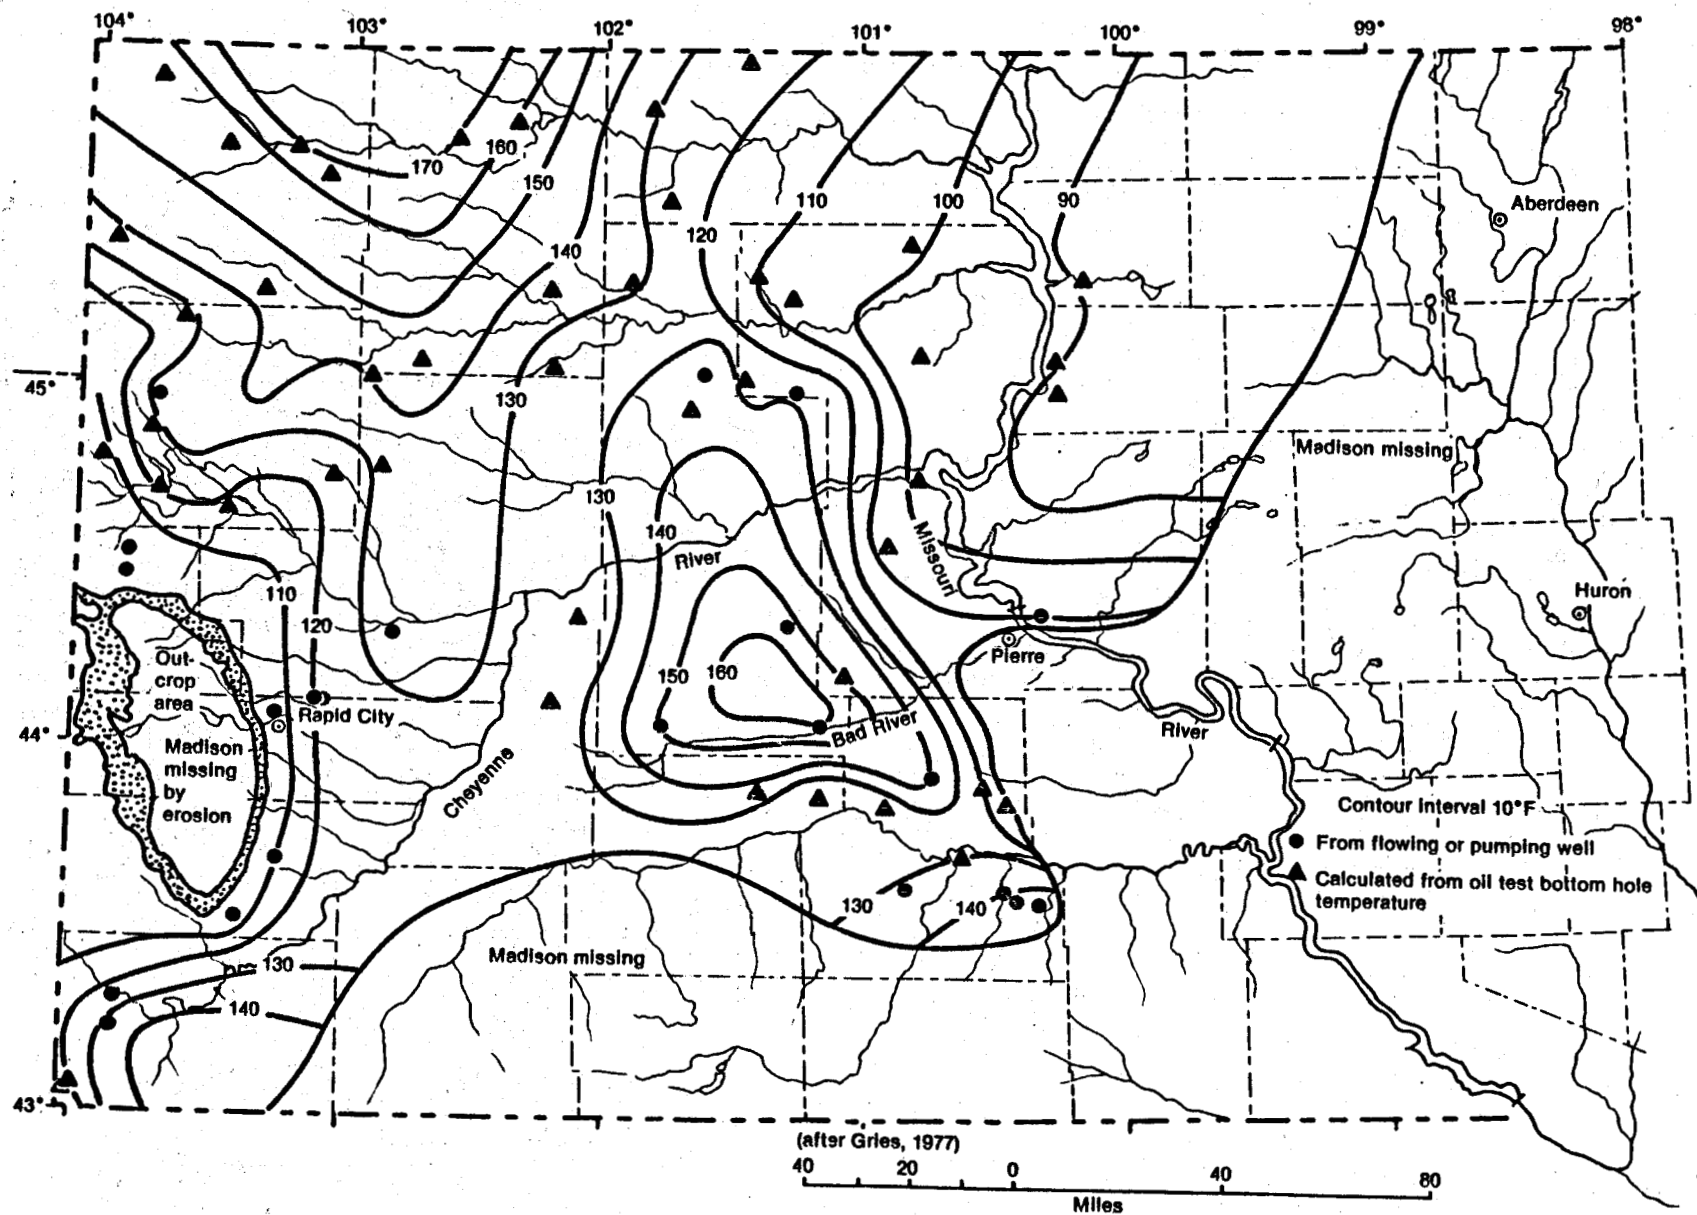 104°
103°
102°
101°
100°
99°
98°
160
170
150
110
100
90
Aberdeen
120
140
45°
130
Madison missing
130
140
Missouri
River
110
Huron
120
Pierre
Out-
crop
area
150
160
Rapid City
Bad River
River
44°
Madison
missing
by
erosion
Cheyenne
Contour Interval 10°F
From flowing or pumping well
Calculated from oil test bottom hole
temperature
130
140
Madison missing
130
140
43°
(after Gries, 1977)
40 20 0 40 80
Miles